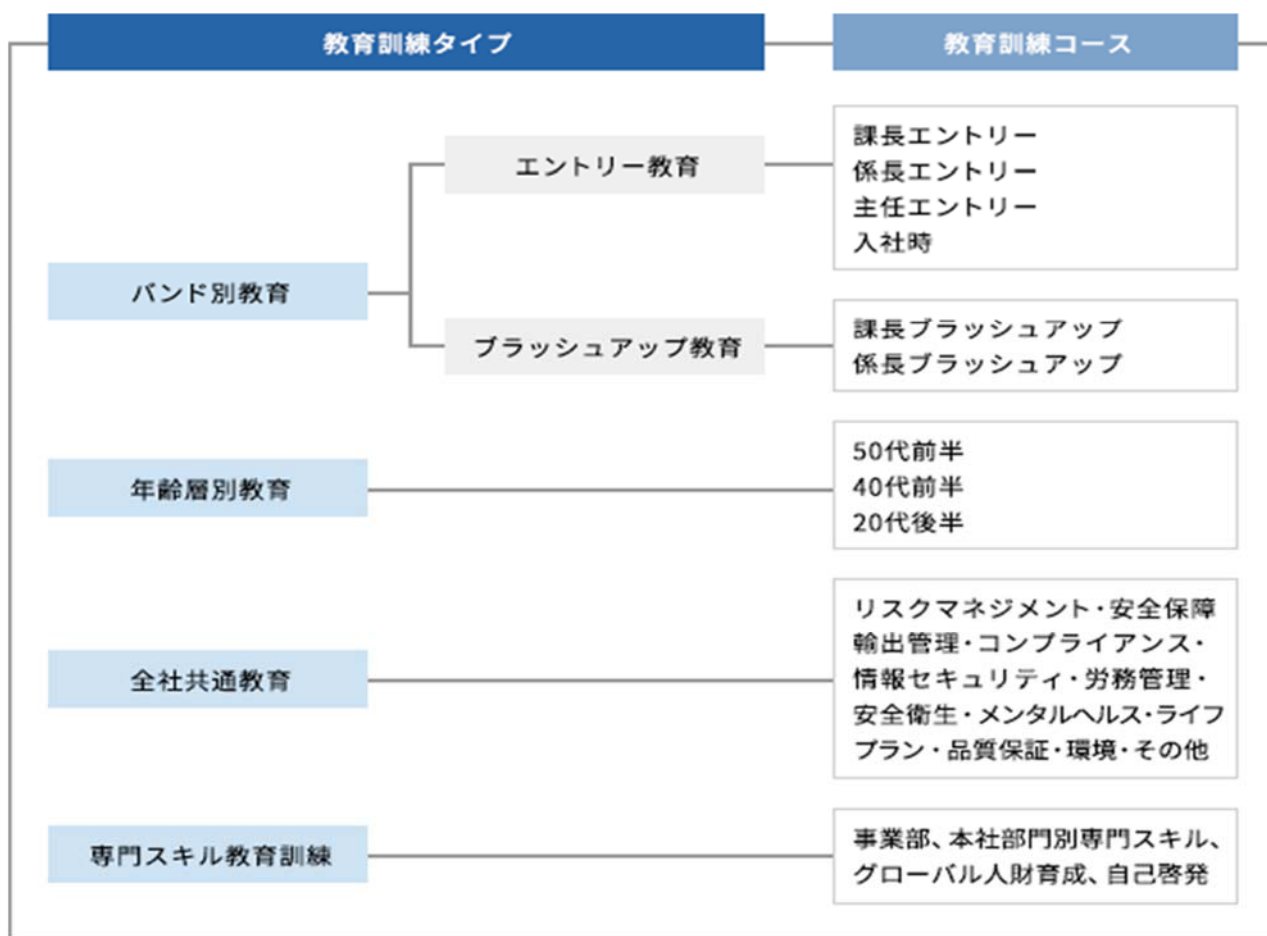 教育訓練タイプ
教育訓練コース
バンド別教育
エントリー教育
課長エントリー
係長エントリー
主任エントリー
入社時
ブラッシュアップ教育
課長ブラッシュアップ
係長ブラッシュアップ
年齢層別教育
50代前半
40代前半
20代後半
全社共通教育
リスクマネジメント・安全保障
輸出管理・コンプライアンス・
情報セキュリティ・労務管理・
安全衛生・メンタルヘルス・ライフ
プラン・品質保証・環境・その他
専門スキル教育訓練
事業部、本社部門別専門スキル、
グローバル人財育成、自己啓発